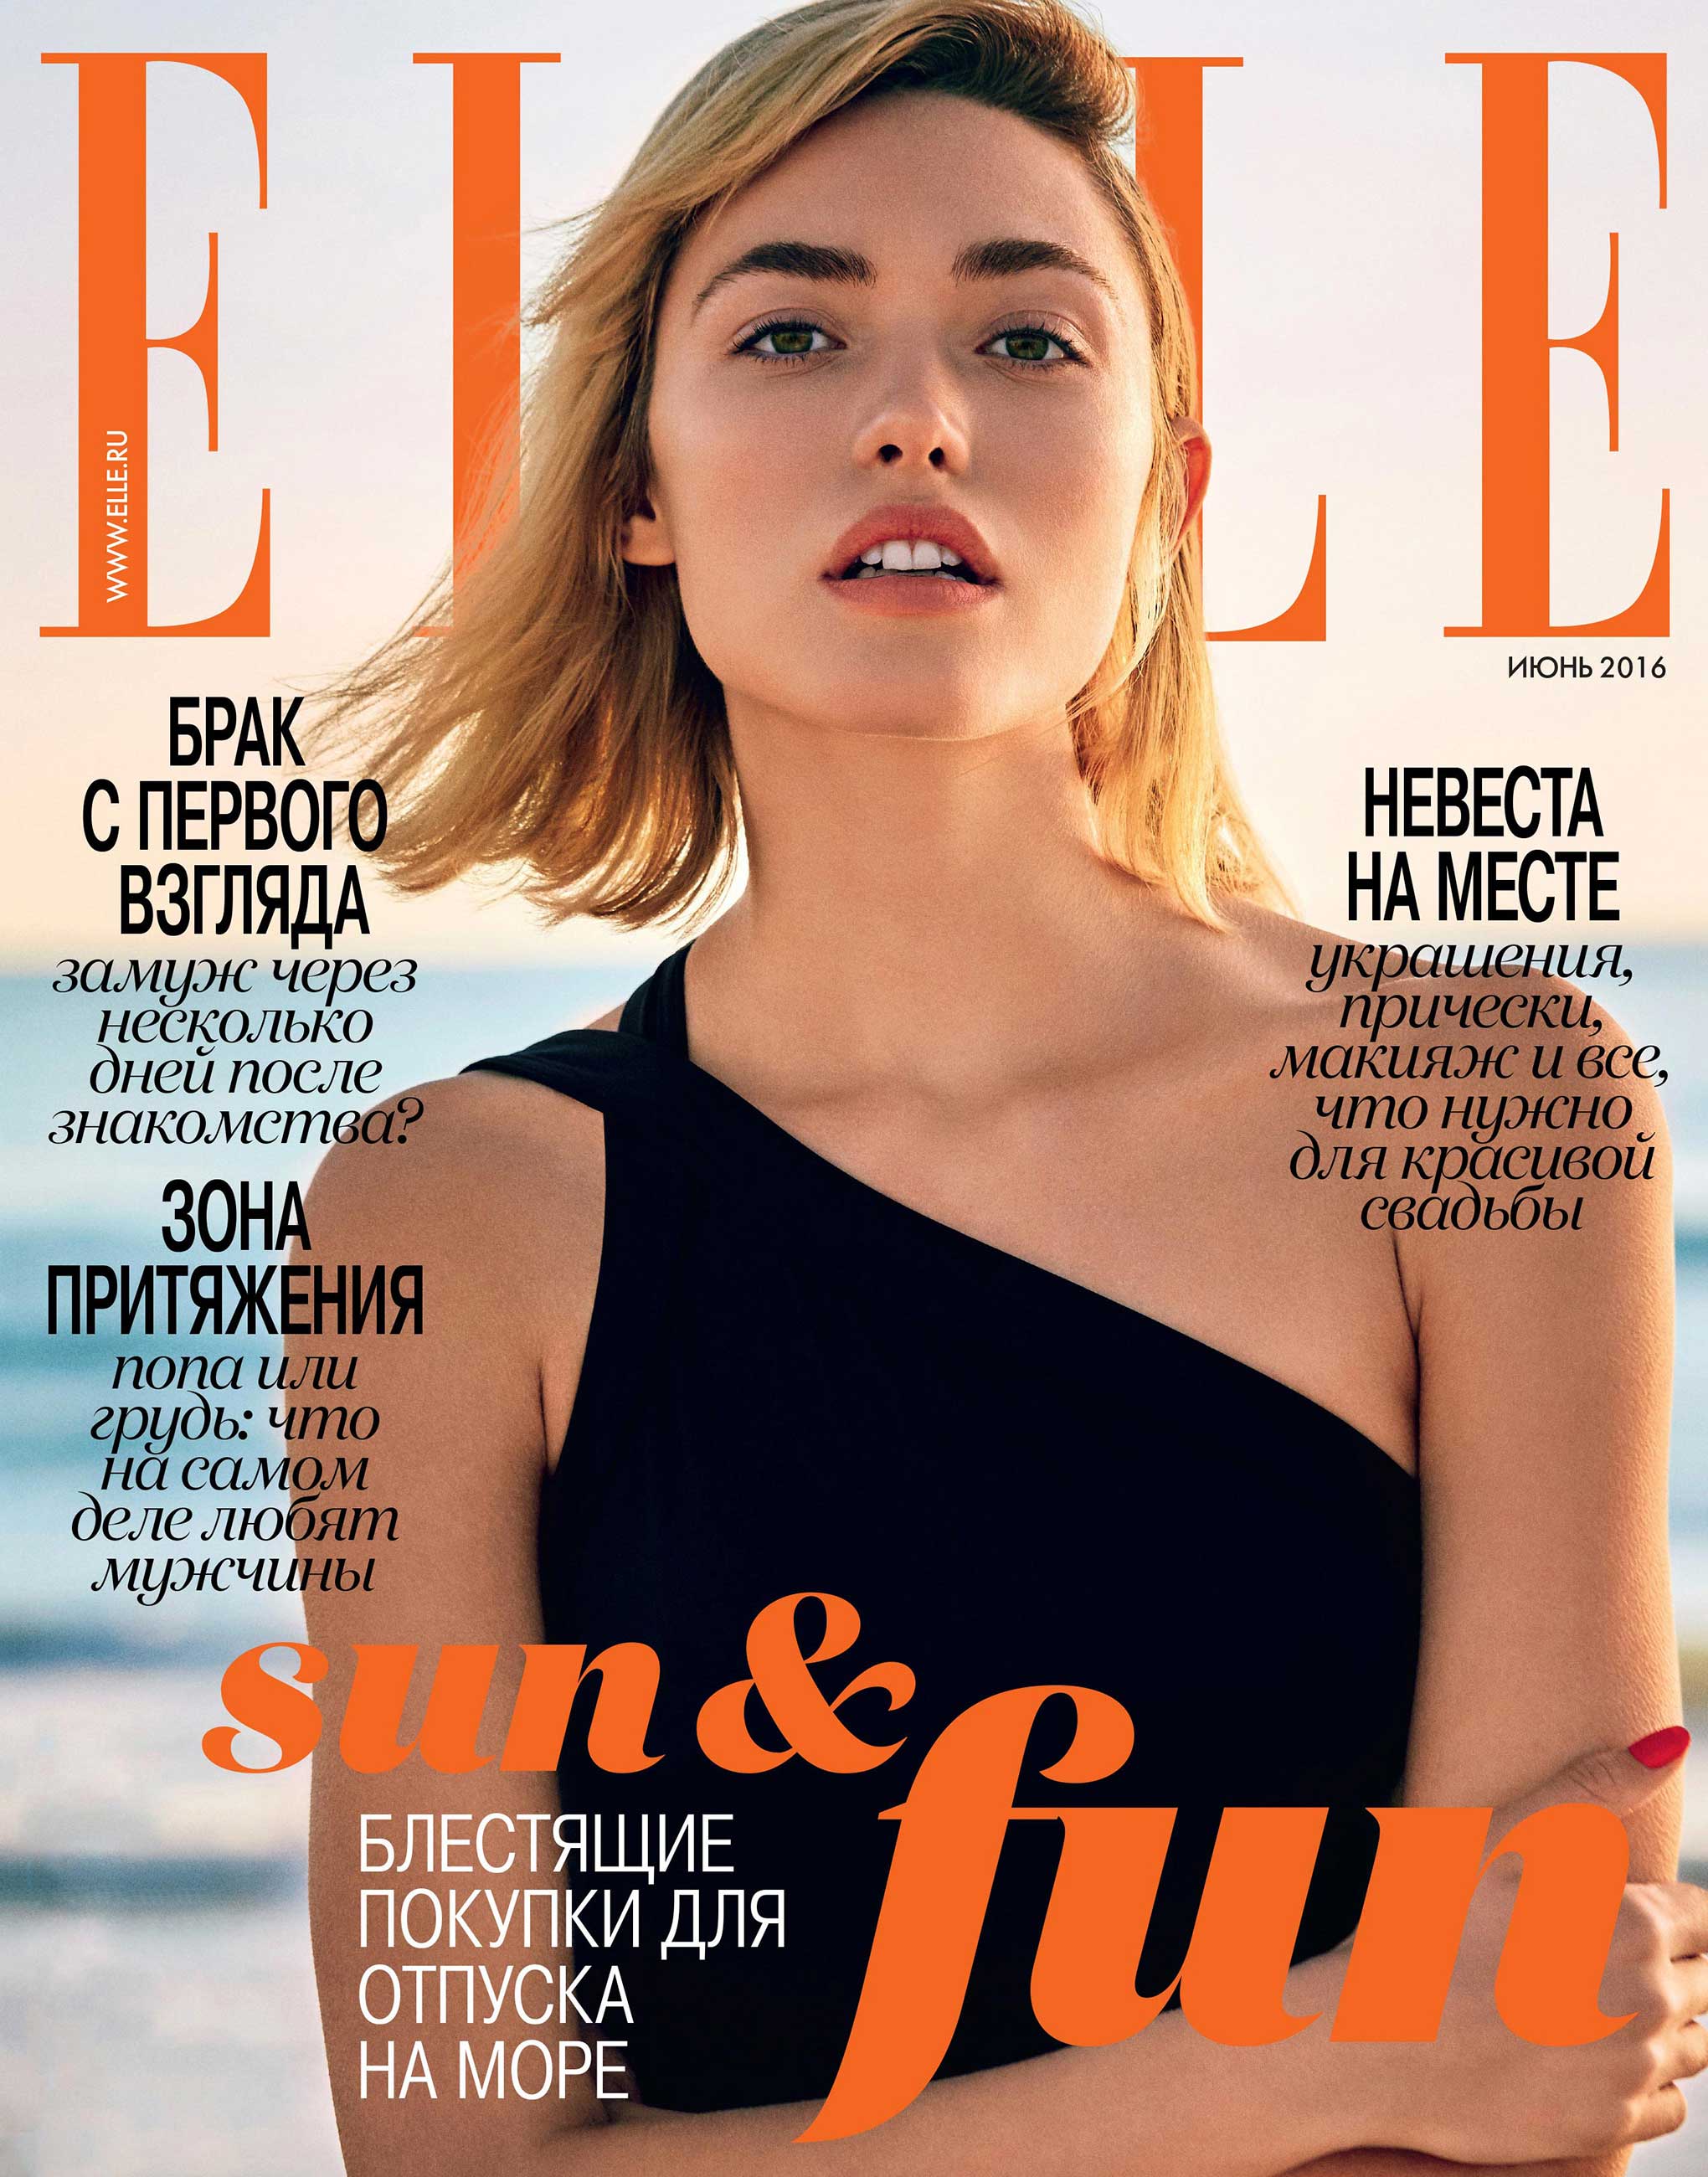 ELLE
WWW.ELLE.RU
ИЮНЬ 2016
БРАК
С ПЕРВОГО
ВЗГЛЯДА
замуж через
несколько
дней после
знакомства?
ЗОНА
ПРИТЯЖЕНИЯ
попа или
грудь: что
на самом
деле любят
мужчины
НЕВЕСТА
НА МЕСТЕ
украшения,
прически,
макияж и все,
что нужно
для красивой
свадьбы
sun &
fun
БЛЕСТЯЩИЕ
ПОКУПКИ ДЛЯ
ОТПУСКА
НА МОРЕ